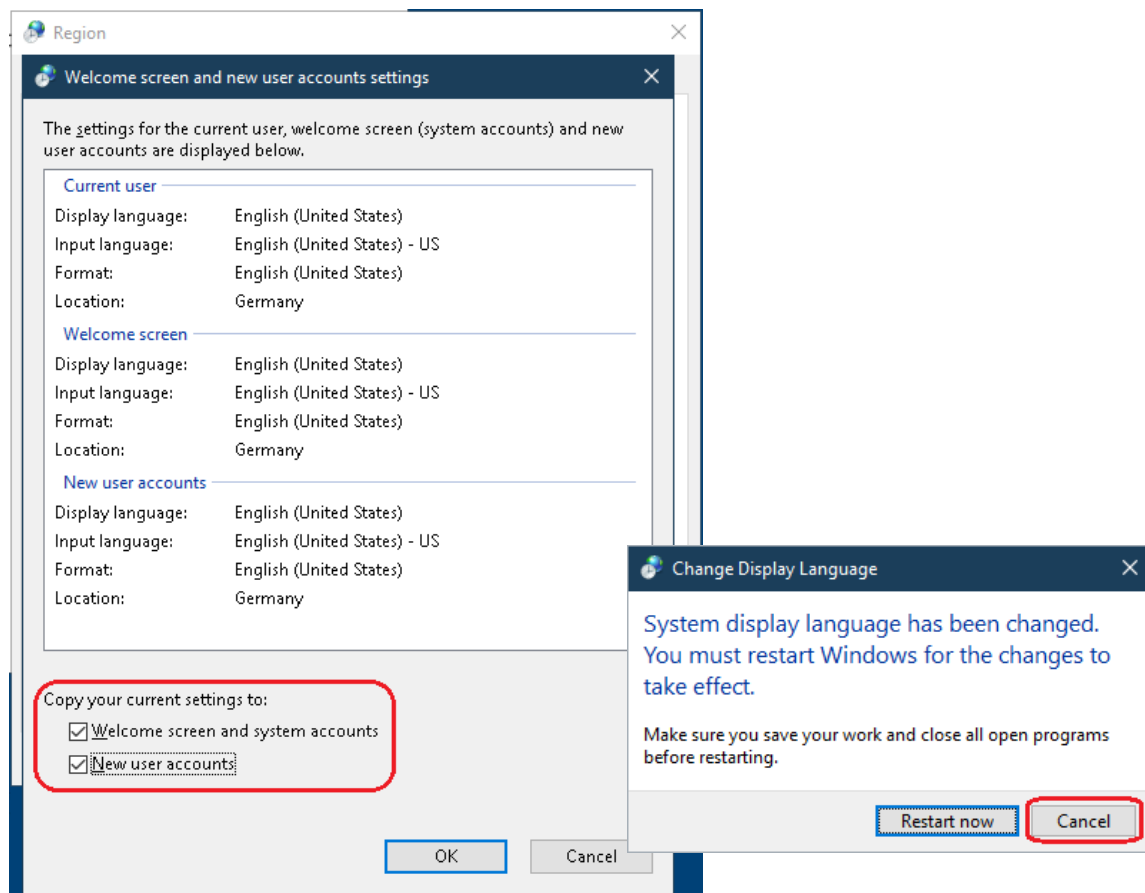 Region
Welcome screen and new user accounts settings
The settings for the current user, welcome screen (system accounts) and new
user accounts are displayed below.
Current user
Display language: English (United States)
Input language: English (United States) - US
Format: English (United States)
Location: Germany
Welcome screen
Display language: English (United States)
Input language: English (United States) - US
Format: English (United States)
Location: Germany
New user accounts
Display language: English (United States)
Input language: English (United States) - US
Format: English (United States)
Location: Germany
Copy your current settings to:
Welcome screen and system accounts
New user accounts
OK Cancel
Change Display Language
System display language has been changed.
You must restart Windows for the changes to
take effect.
Make sure you save your work and close all open programs
before restarting.
Restart now Cancel